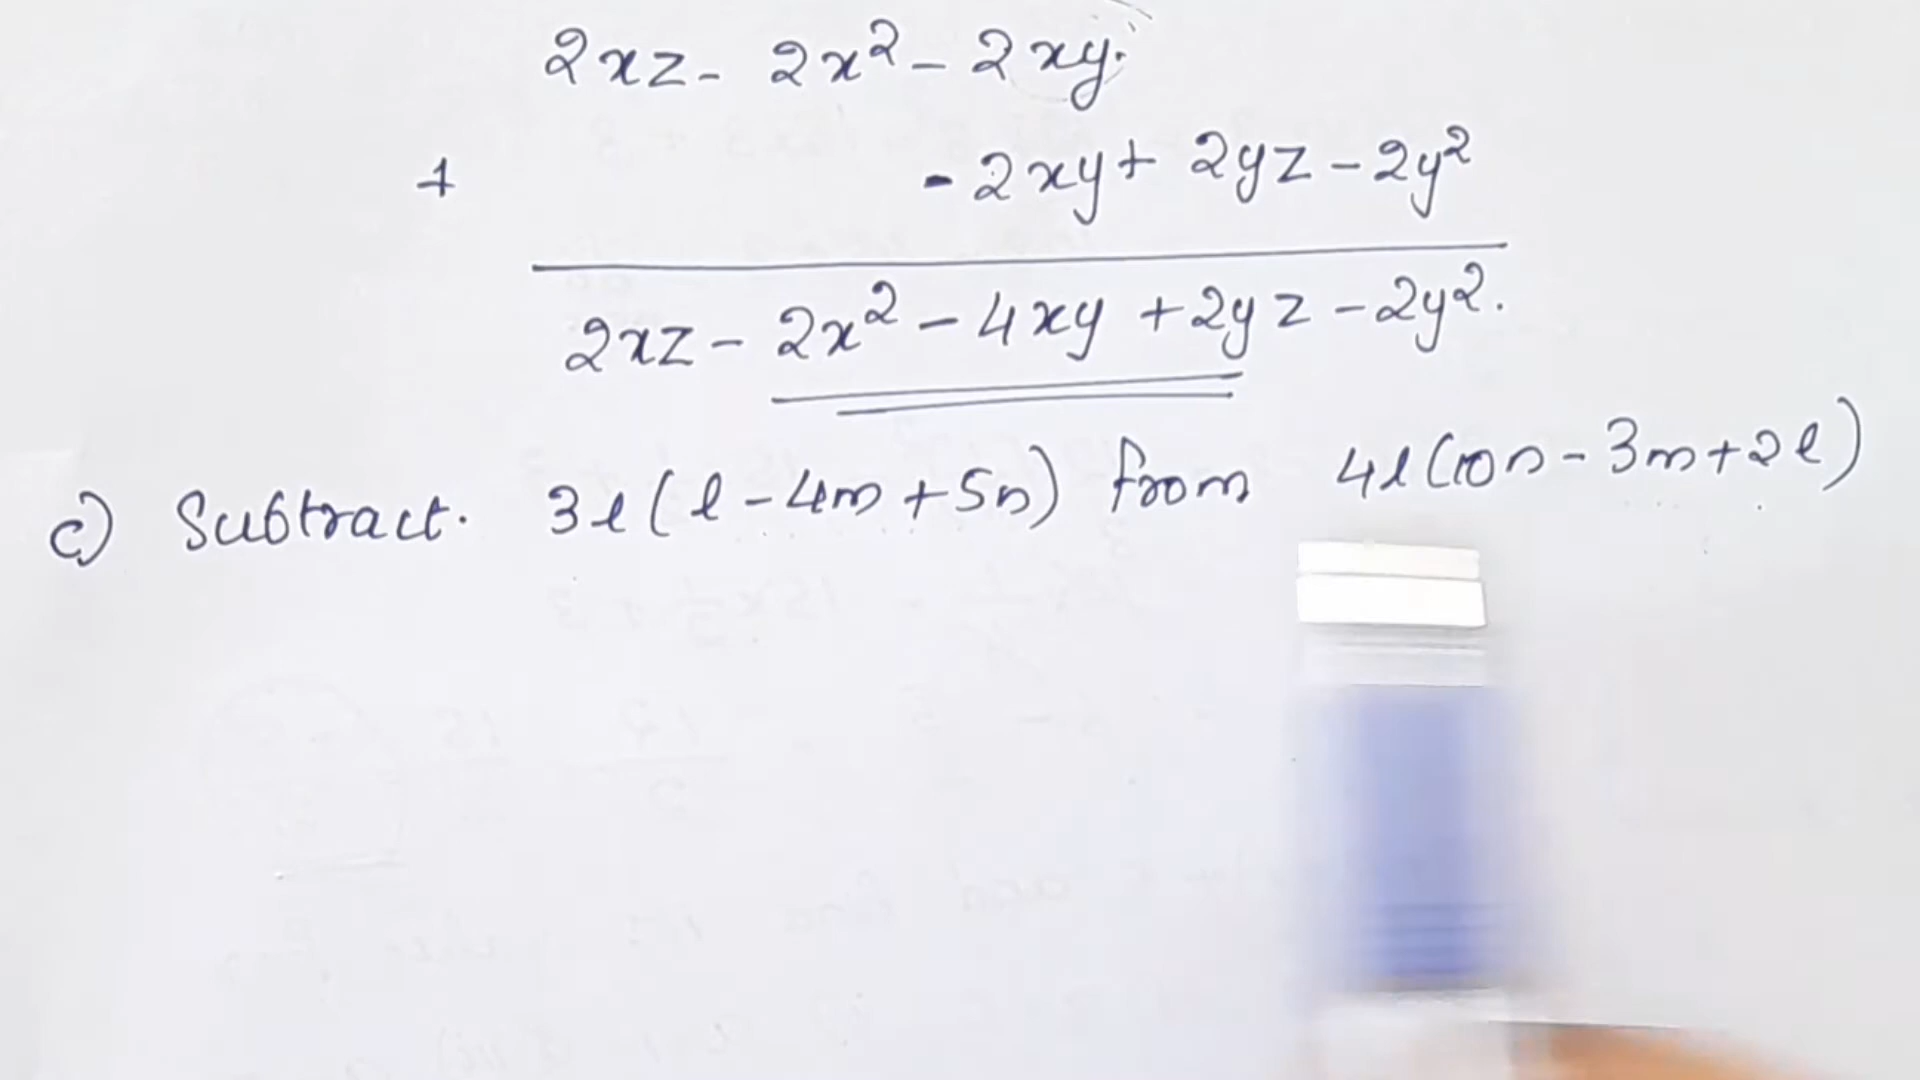 2xz - 2x² - 2xy.
+ - 2xy + 2yz - 2y²
2xz - 2x² - 4xy + 2yz - 2y².
c) Subtract. 3l(l - 4m + 5n) from 4l(10n - 3m + 2l)